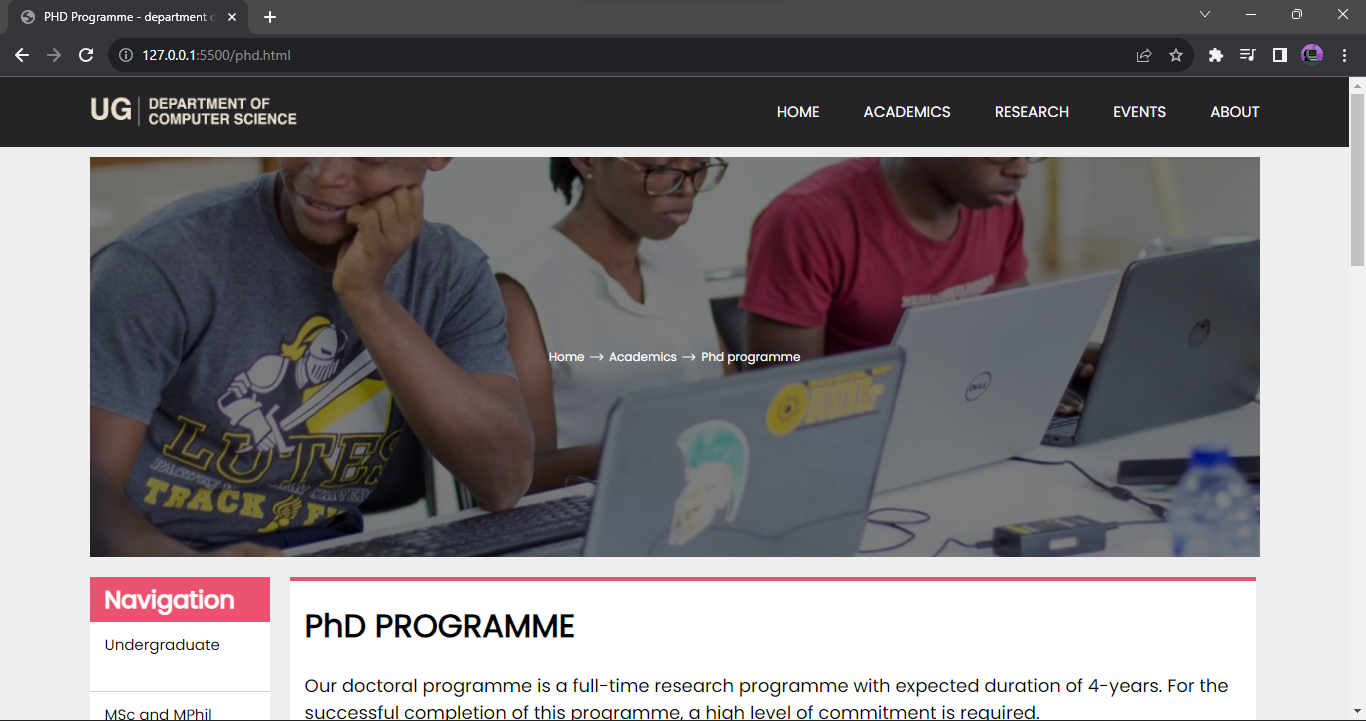 PHD Programme - department c
127.0.0.1:5500/phd.html
UG
DEPARTMENT OF
COMPUTER SCIENCE
HOME ACADEMICS RESEARCH EVENTS ABOUT
Home → Academics → Phd programme
DELL
LUTES
TRACK
Navigation
Undergraduate
MSc and MPhil
PhD PROGRAMME
Our doctoral programme is a full-time research programme with expected duration of 4-years. For the
successful completion of this programme, a high level of commitment is required.